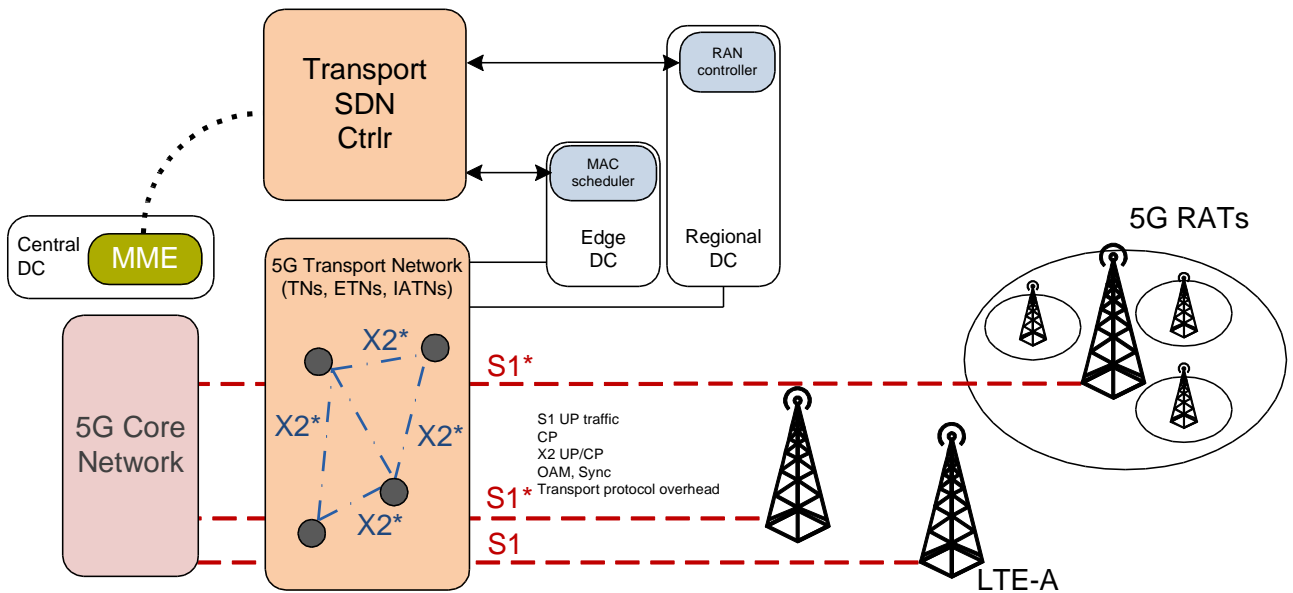 Transport
SDN
Ctrlr
RAN
controller
MAC
scheduler
Edge
DC
Regional
DC
Central
DC
MME
5G Transport Network
(TNs, ETNs, IATNs)
5G RATs
X2*
X2*
X2*
X2*
5G Core
Network
S1*
S1 UP traffic
CP
X2 UP/CP
OAM, Sync
Transport protocol overhead
S1*
S1
LTE-A